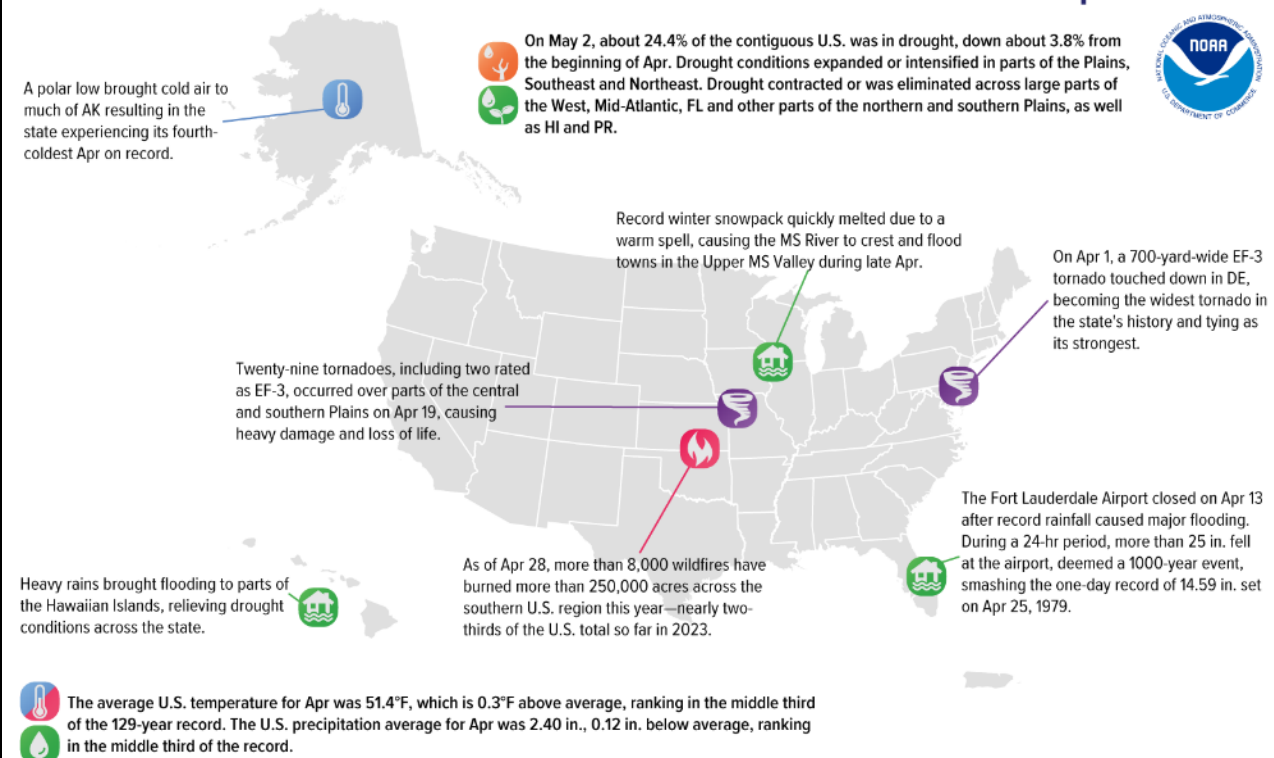 On May 2, about 24.4% of the contiguous U.S. was in drought, down about 3.8% from
the beginning of Apr. Drought conditions expanded or intensified in parts of the Plains,
Southeast and Northeast. Drought contracted or was eliminated across large parts of
the West, Mid-Atlantic, FL and other parts of the northern and southern Plains, as well
as HI and PR.
NATIONAL OCEANIC AND ATMOSPHERIC ADMINISTRATION
NOAA
U.S. DEPARTMENT OF COMMERCE
A polar low brought cold air to
much of AK resulting in the
state experiencing its fourth-
coldest Apr on record.
Record winter snowpack quickly melted due to a
warm spell, causing the MS River to crest and flood
towns in the Upper MS Valley during late Apr.
On Apr 1, a 700-yard-wide EF-3
tornado touched down in DE,
becoming the widest tornado in
the state's history and tying as
its strongest.
Twenty-nine tornadoes, including two rated
as EF-3, occurred over parts of the central
and southern Plains on Apr 19, causing
heavy damage and loss of life.
The Fort Lauderdale Airport closed on Apr 13
after record rainfall caused major flooding.
During a 24-hr period, more than 25 in. fell
at the airport, deemed a 1000-year event,
smashing the one-day record of 14.59 in. set
on Apr 25, 1979.
As of Apr 28, more than 8,000 wildfires have
burned more than 250,000 acres across the
southern U.S. region this year—nearly two-
thirds of the U.S. total so far in 2023.
Heavy rains brought flooding to parts of
the Hawaiian Islands, relieving drought
conditions across the state.
The average U.S. temperature for Apr was 51.4°F, which is 0.3°F above average, ranking in the middle third
of the 129-year record. The U.S. precipitation average for Apr was 2.40 in., 0.12 in. below average, ranking
in the middle third of the record.